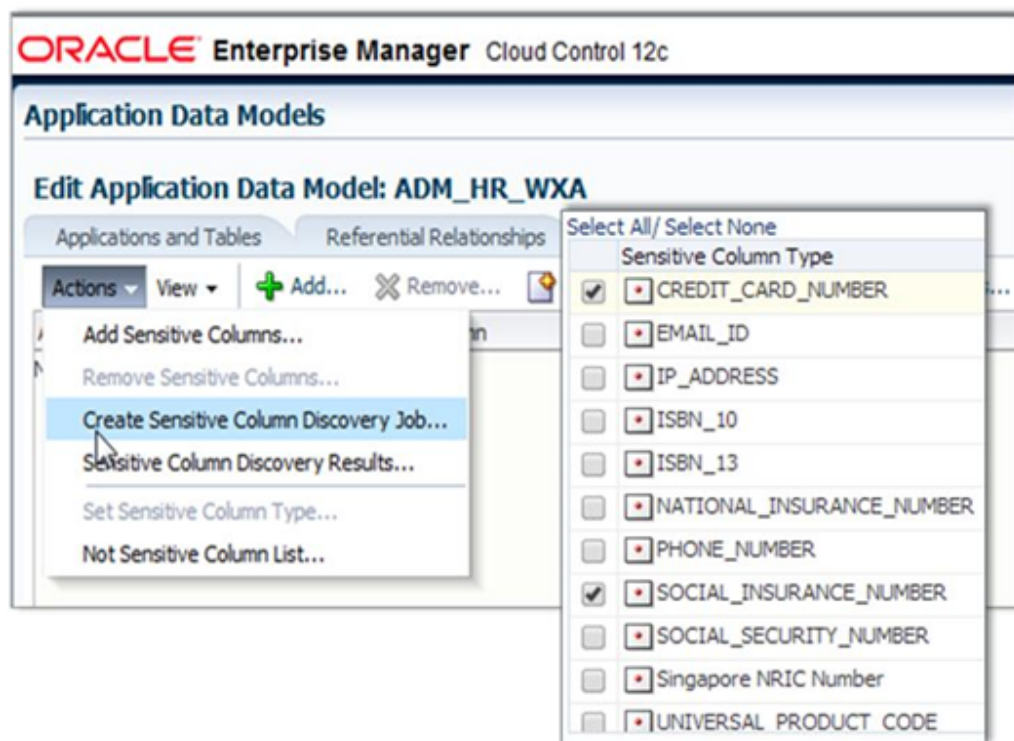 ORACLE Enterprise Manager Cloud Control 12c
Application Data Models
Edit Application Data Model: ADM_HR_WXA
Applications and Tables Referential Relationships
Actions View Add... Remove...
Add Sensitive Columns...
Remove Sensitive Columns...
Create Sensitive Column Discovery Job...
Sensitive Column Discovery Results...
Set Sensitive Column Type...
Not Sensitive Column List...
Select All/ Select None
Sensitive Column Type
CREDIT_CARD_NUMBER
EMAIL_ID
IP_ADDRESS
ISBN_10
ISBN_13
NATIONAL_INSURANCE_NUMBER
PHONE_NUMBER
SOCIAL_INSURANCE_NUMBER
SOCIAL_SECURITY_NUMBER
Singapore NRIC Number
UNIVERSAL_PRODUCT_CODE